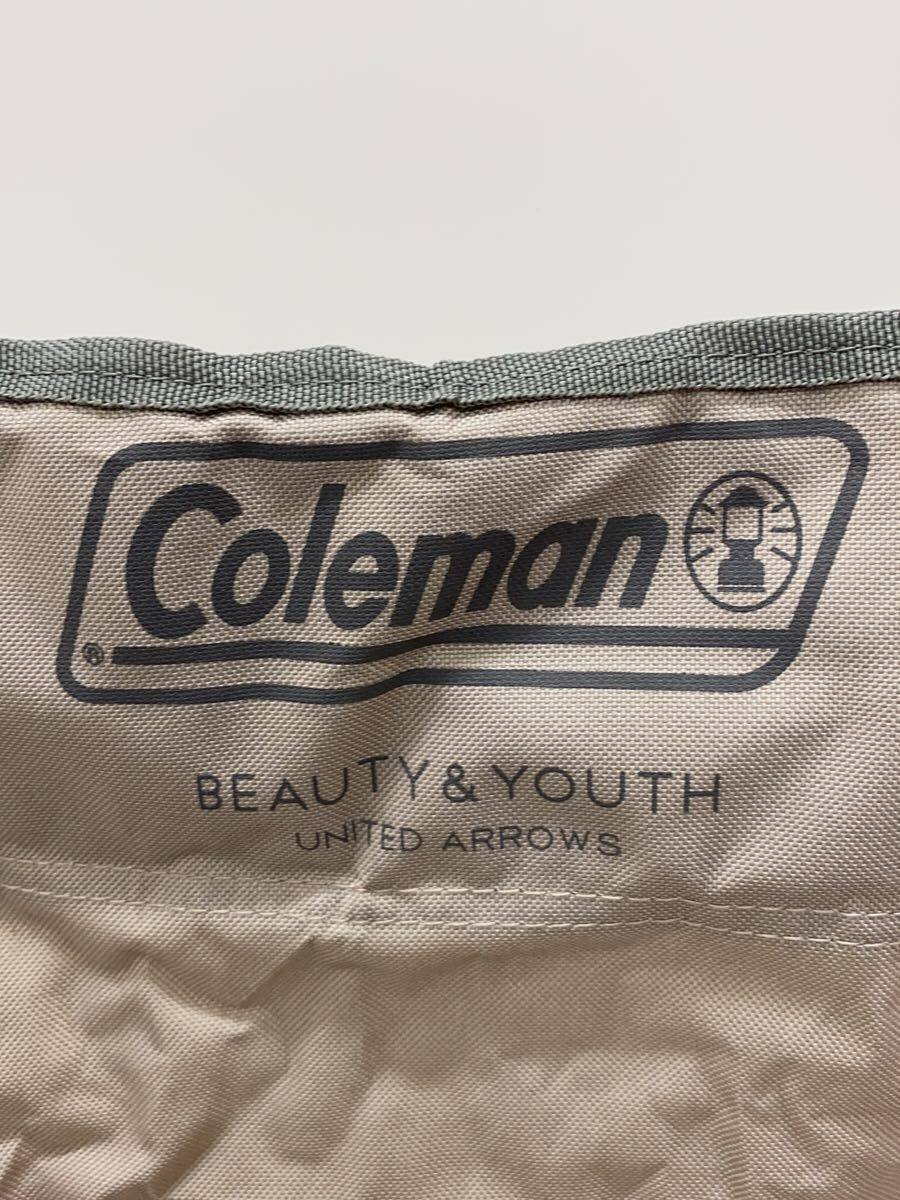 Coleman
®
BEAUTY & YOUTH
UNITED ARROWS